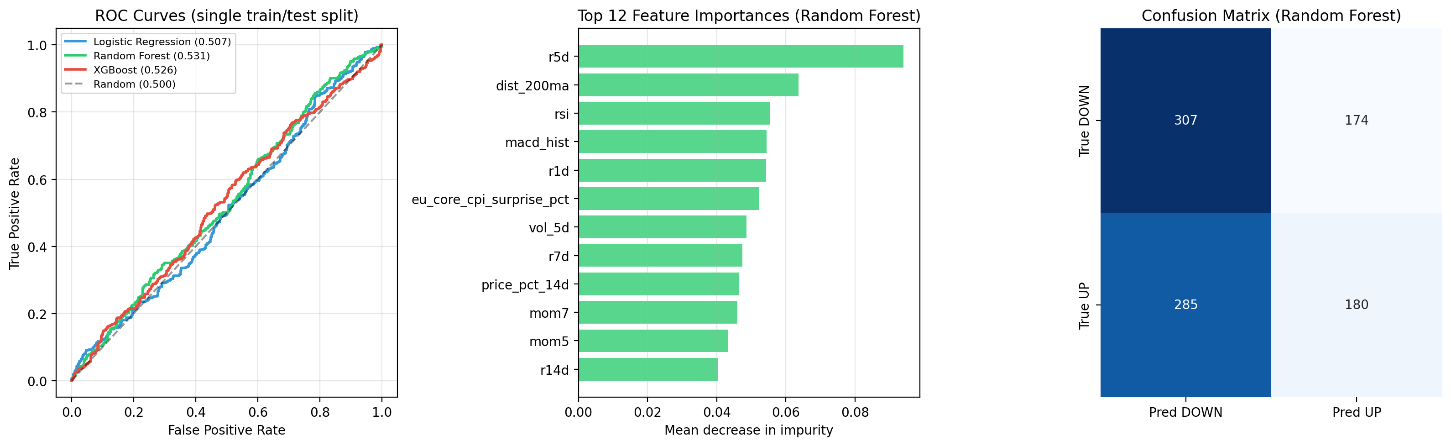 ROC Curves (single train/test split)
Logistic Regression (0.507)
Random Forest (0.531)
XGBoost (0.526)
Random (0.500)
True Positive Rate
1.0
0.8
0.6
0.4
0.2
0.0
0.0 0.2 0.4 0.6 0.8 1.0
False Positive Rate
Top 12 Feature Importances (Random Forest)
r5d
dist_200ma
rsi
macd_hist
r1d
eu_core_cpi_surprise_pct
vol_5d
r7d
price_pct_14d
mom7
mom5
r14d
0.00 0.02 0.04 0.06 0.08
Mean decrease in impurity
Confusion Matrix (Random Forest)
True DOWN
307 174
True UP
285 180
Pred DOWN Pred UP